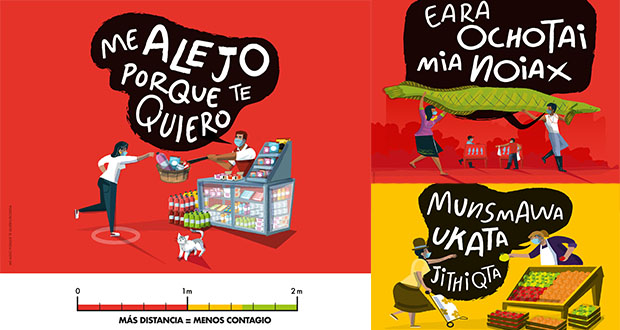 ME ALEJO
PORQUE TE
QUIERO
0 1m 2m
MÁS DISTANCIA = MENOS CONTAGIO
EARA
OCHOTAI
MIA NOIAX
MUNSMAWA
UKATA
JITHIQTA